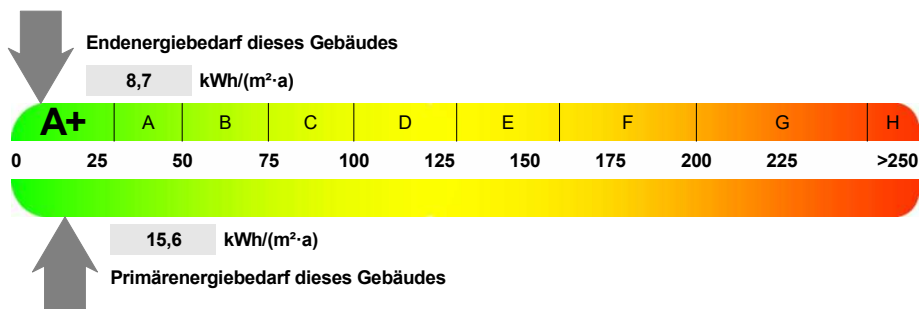 Endenergiebedarf dieses Gebäudes
8,7 kWh/(m²·a)
A+ A B C D E F G H
0 25 50 75 100 125 150 175 200 225 >250
15,6 kWh/(m²·a)
Primärenergiebedarf dieses Gebäudes